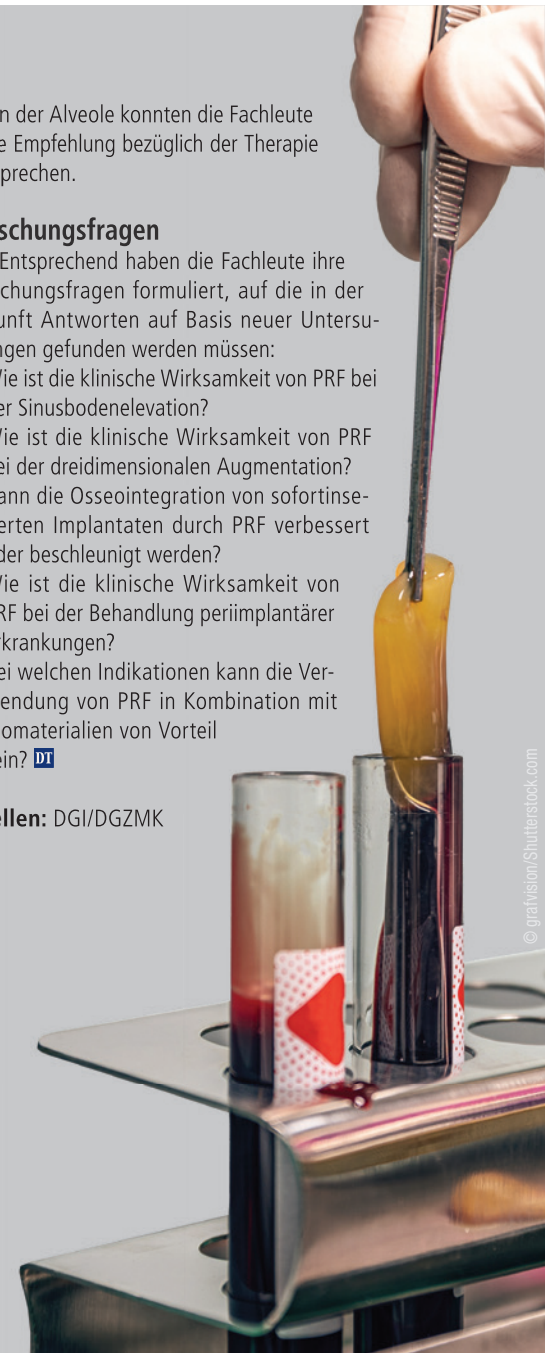 n der Alveole konnten die Fachleute
e Empfehlung bezüglich der Therapie
prechen.
schungsfragen
Entsprechend haben die Fachleute ihre
chungsfragen formuliert, auf die in der
unft Antworten auf Basis neuer Untersu-
ngen gefunden werden müssen:
ie ist die klinische Wirksamkeit von PRF bei
er Sinusbodenelevation?
ie ist die klinische Wirksamkeit von PRF
ei der dreidimensionalen Augmentation?
ann die Osseointegration von sofortinse-
erten Implantaten durch PRF verbessert
der beschleunigt werden?
ie ist die klinische Wirksamkeit von
RF bei der Behandlung periimplantärer
rkrankungen?
ei welchen Indikationen kann die Ver-
endung von PRF in Kombination mit
omaterialien von Vorteil
ein? DT
ellen: DGI/DGZMK
© grafvision/Shutterstock.com